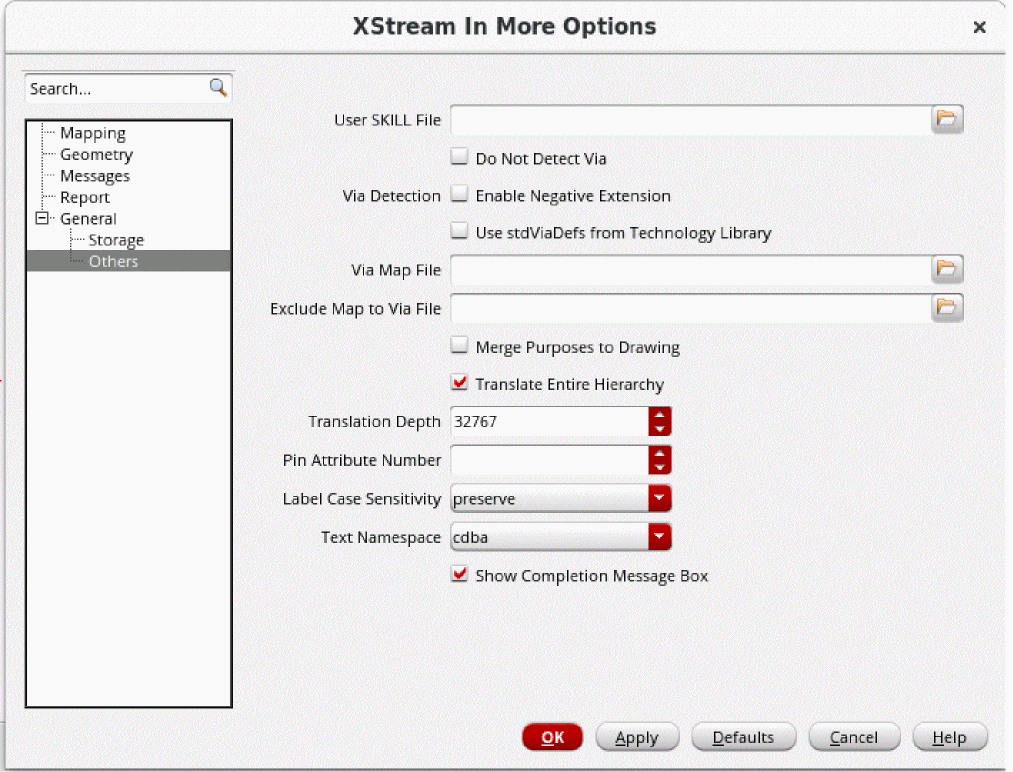 XStream In More Options
Search...
Mapping
Geometry
Messages
Report
General
Storage
Others
User SKILL File
Do Not Detect Via
Via Detection Enable Negative Extension
Use stdViaDefs from Technology Library
Via Map File
Exclude Map to Via File
Merge Purposes to Drawing
Translate Entire Hierarchy
Translation Depth 32767
Pin Attribute Number
Label Case Sensitivity preserve
Text Namespace cdba
Show Completion Message Box
OK Apply Defaults Cancel Help